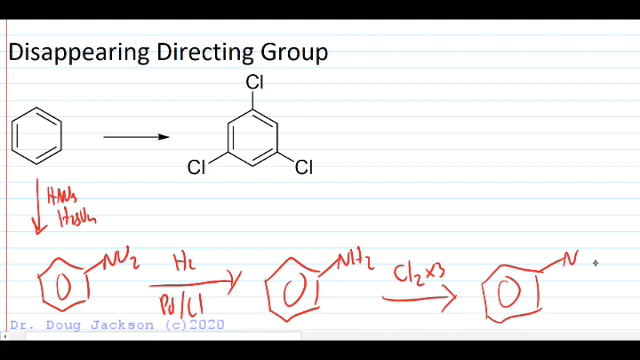 Disappearing Directing Group
Cl
Cl Cl
HNO3
H2SO4
NO2 H2 NH2 Cl2 x3 N
Pd/Cl
Dr. Doug Jackson (c)2020